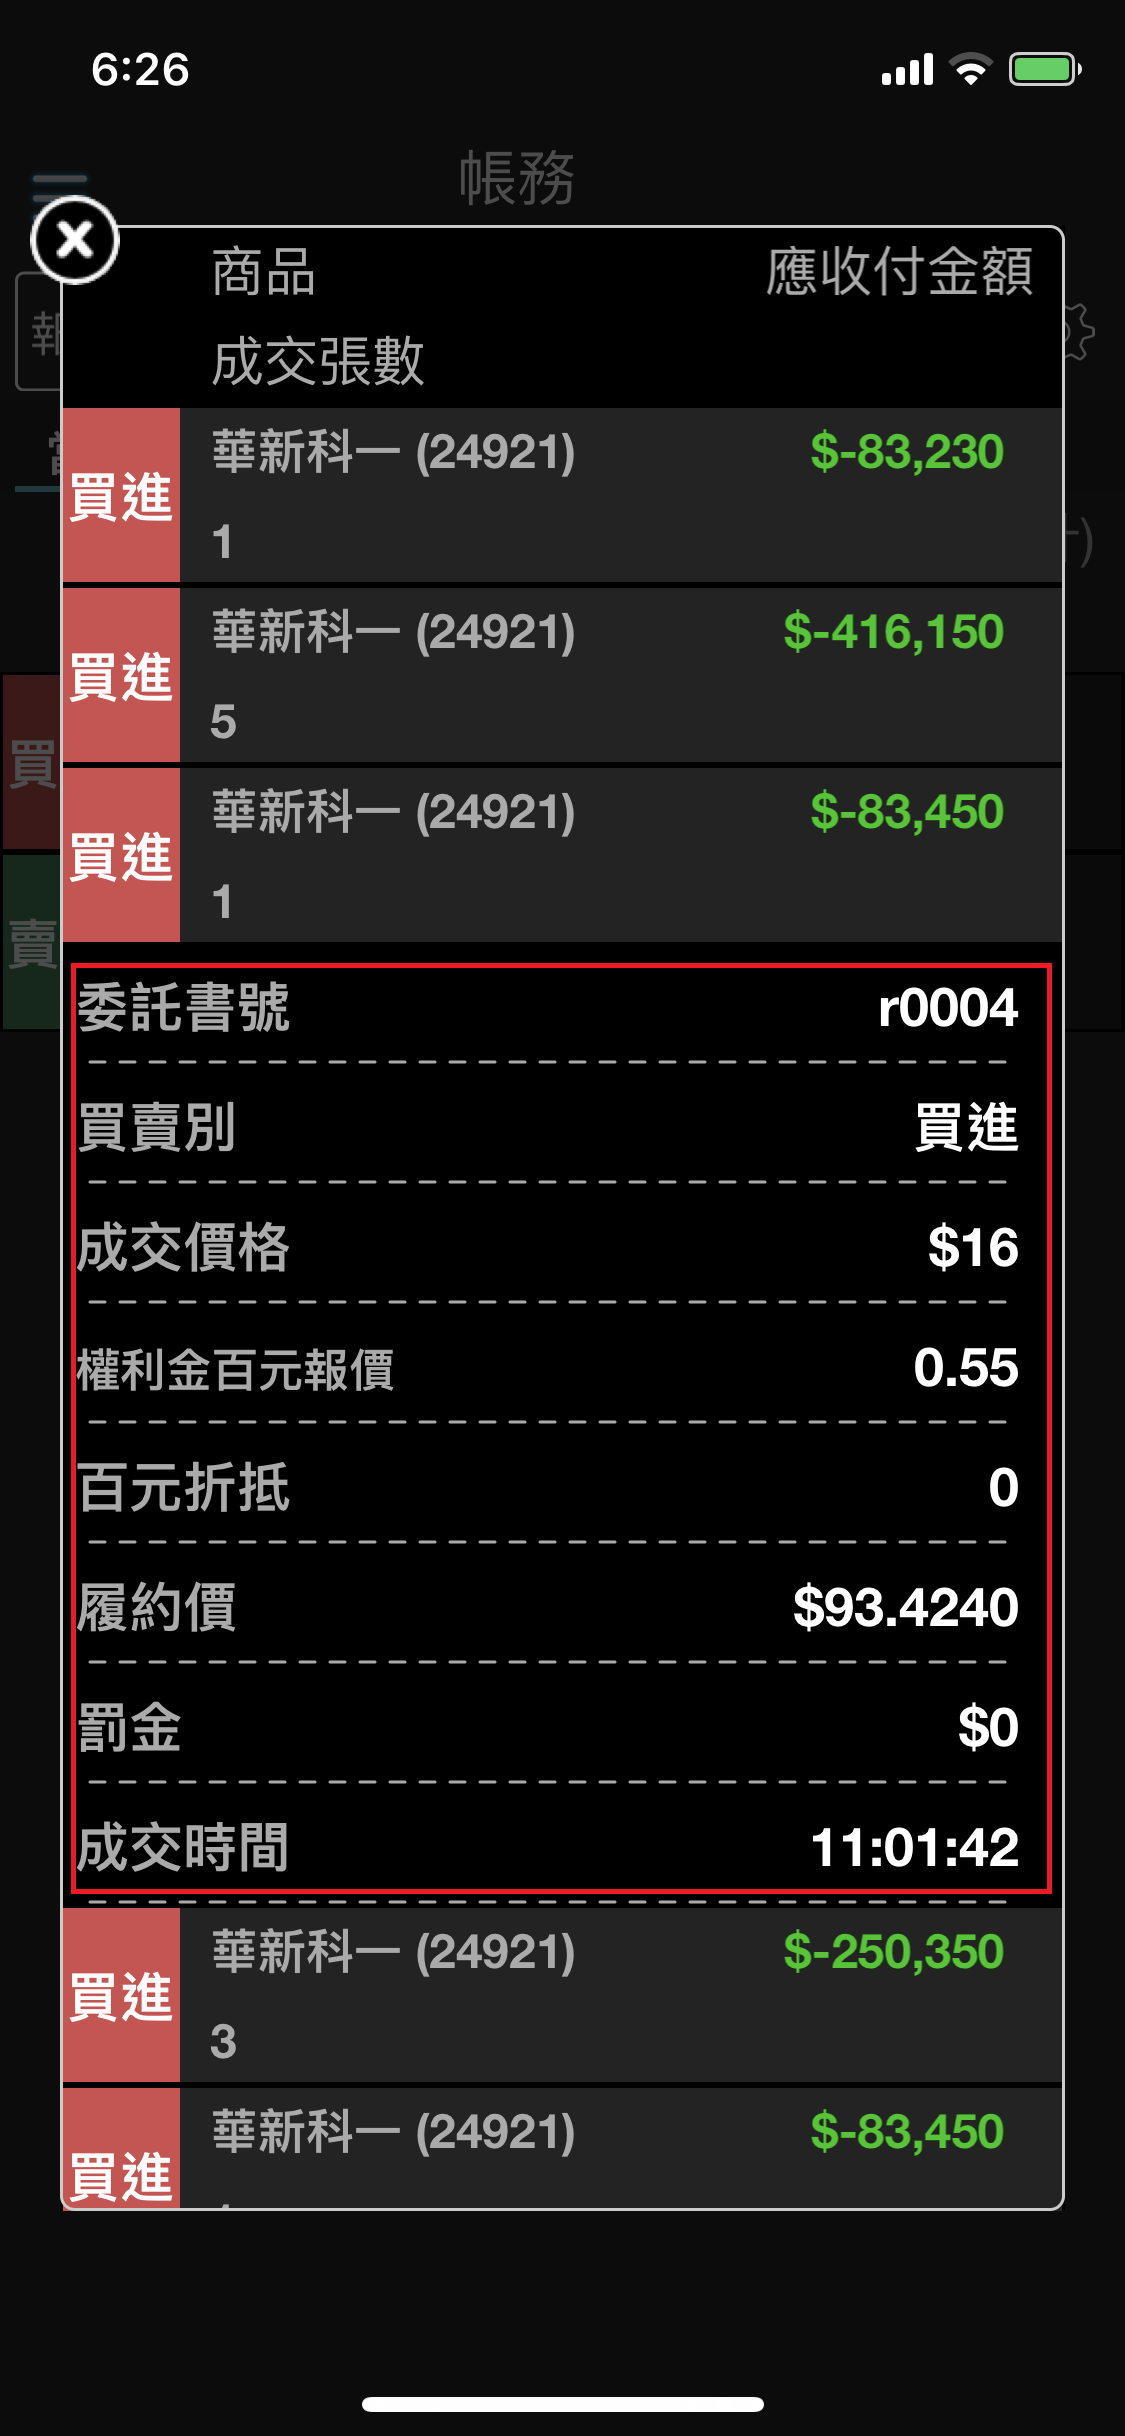 6:26
帳務
商品 應收付金額
成交張數
買進 華新科一 (24921) $-83,230
1
買進 華新科一 (24921) $-416,150
5
買進 華新科一 (24921) $-83,450
1
委託書號 r0004
買賣別 買進
成交價格 $16
權利金百元報價 0.55
百元折抵 0
履約價 $93.4240
罰金 $0
成交時間 11:01:42
買進 華新科一 (24921) $-250,350
3
買進 華新科一 (24921) $-83,450
買
賣